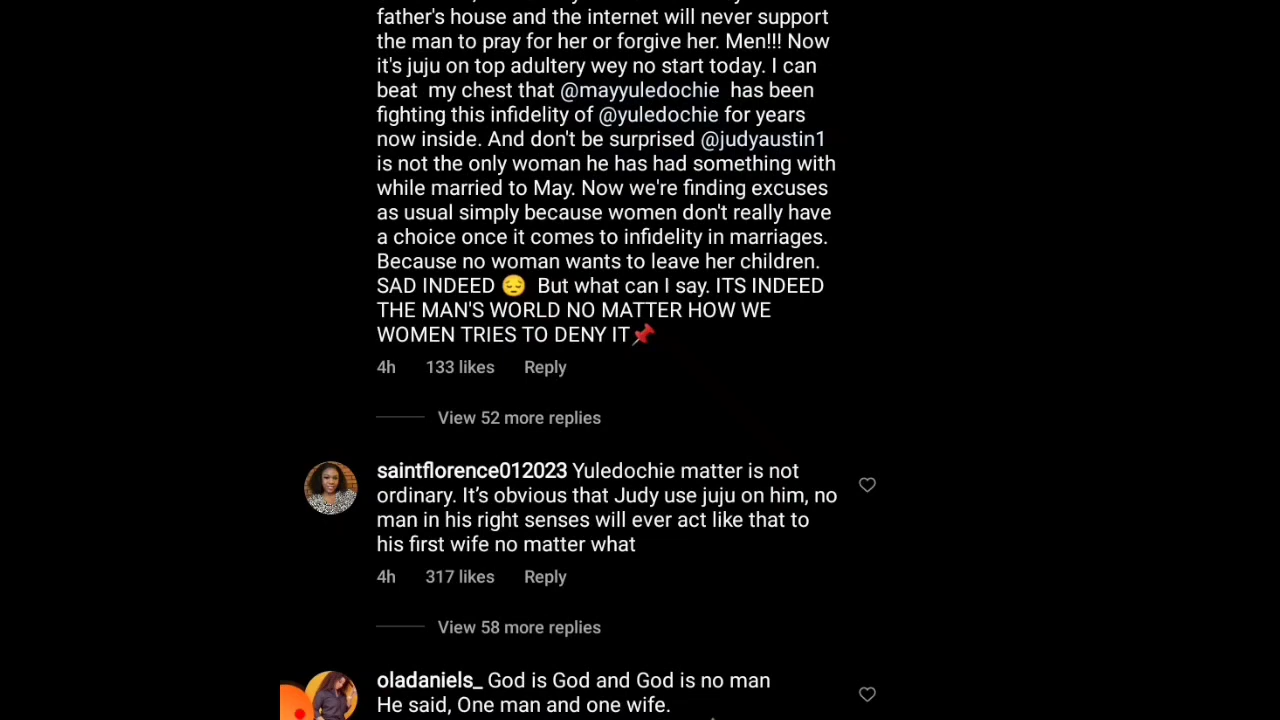 father's house and the internet will never support
the man to pray for her or forgive her. Men!!! Now
it's juju on top adultery wey no start today. I can
beat my chest that @mayyuledochie has been
fighting this infidelity of @yuledochie for years
now inside. And don't be surprised @judyaustin1
is not the only woman he has had something with
while married to May. Now we're finding excuses
as usual simply because women don't really have
a choice once it comes to infidelity in marriages.
Because no woman wants to leave her children.
SAD INDEED 😔 But what can I say. ITS INDEED
THE MAN'S WORLD NO MATTER HOW WE
WOMEN TRIES TO DENY IT📌
4h 133 likes Reply
View 52 more replies
saintflorence012023 Yuledochie matter is not
ordinary. It’s obvious that Judy use juju on him, no
man in his right senses will ever act like that to
his first wife no matter what
4h 317 likes Reply
View 58 more replies
oladaniels_ God is God and God is no man
He said, One man and one wife.